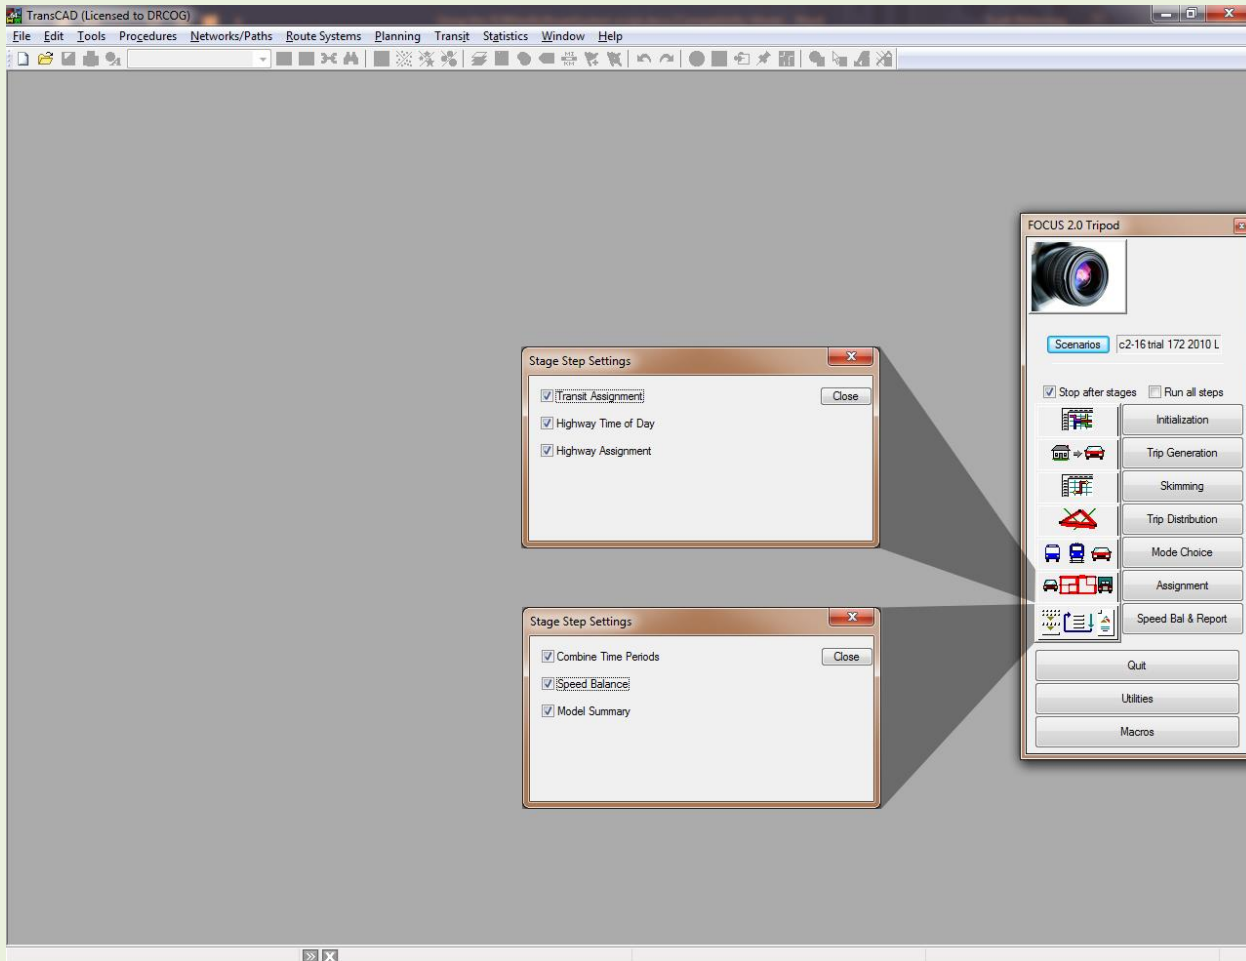 TransCAD (Licensed to DRCOG)
File Edit Tools Procedures Networks/Paths Route Systems Planning Transit Statistics Window Help
FOCUS 2.0 Tripod
Scenarios c2-16 trial 172 2010 L
Stop after stages Run all steps
Initialization
Trip Generation
Skimming
Trip Distribution
Mode Choice
Assignment
Speed Bal & Report
Quit
Utilities
Macros
Stage Step Settings
Transit Assignment Close
Highway Time of Day
Highway Assignment
Stage Step Settings
Combine Time Periods Close
Speed Balance
Model Summary